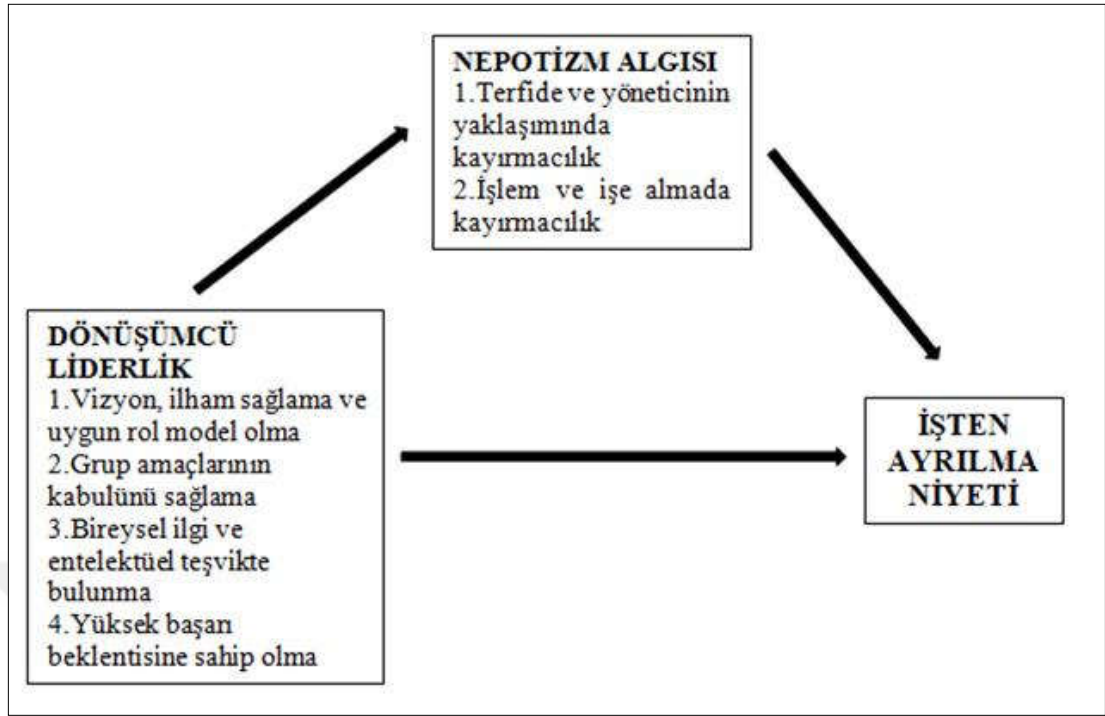 NEPOTİZM ALGISI
1.Terfide ve yöneticinin
yaklaşımında
kayırmacılık
2.İşlem ve işe almada
kayırmacılık
DÖNÜŞÜMCÜ
LİDERLİK
1.Vizyon, ilham sağlama ve
uygun rol model olma
2.Grup amaçlarının
kabulünü sağlama
3.Bireysel ilgi ve
entelektüel teşvikte
bulunma
4.Yüksek başarı
beklentisine sahip olma
İŞTEN
AYRILMA
NİYETİ